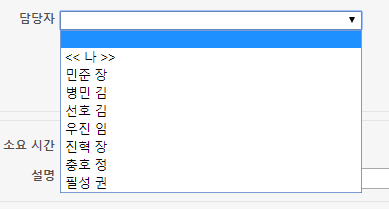 담당자
<< 나 >>
민준 장
병민 김
선호 김
우진 임
진혁 장
충호 정
필성 권
소요 시간
설명